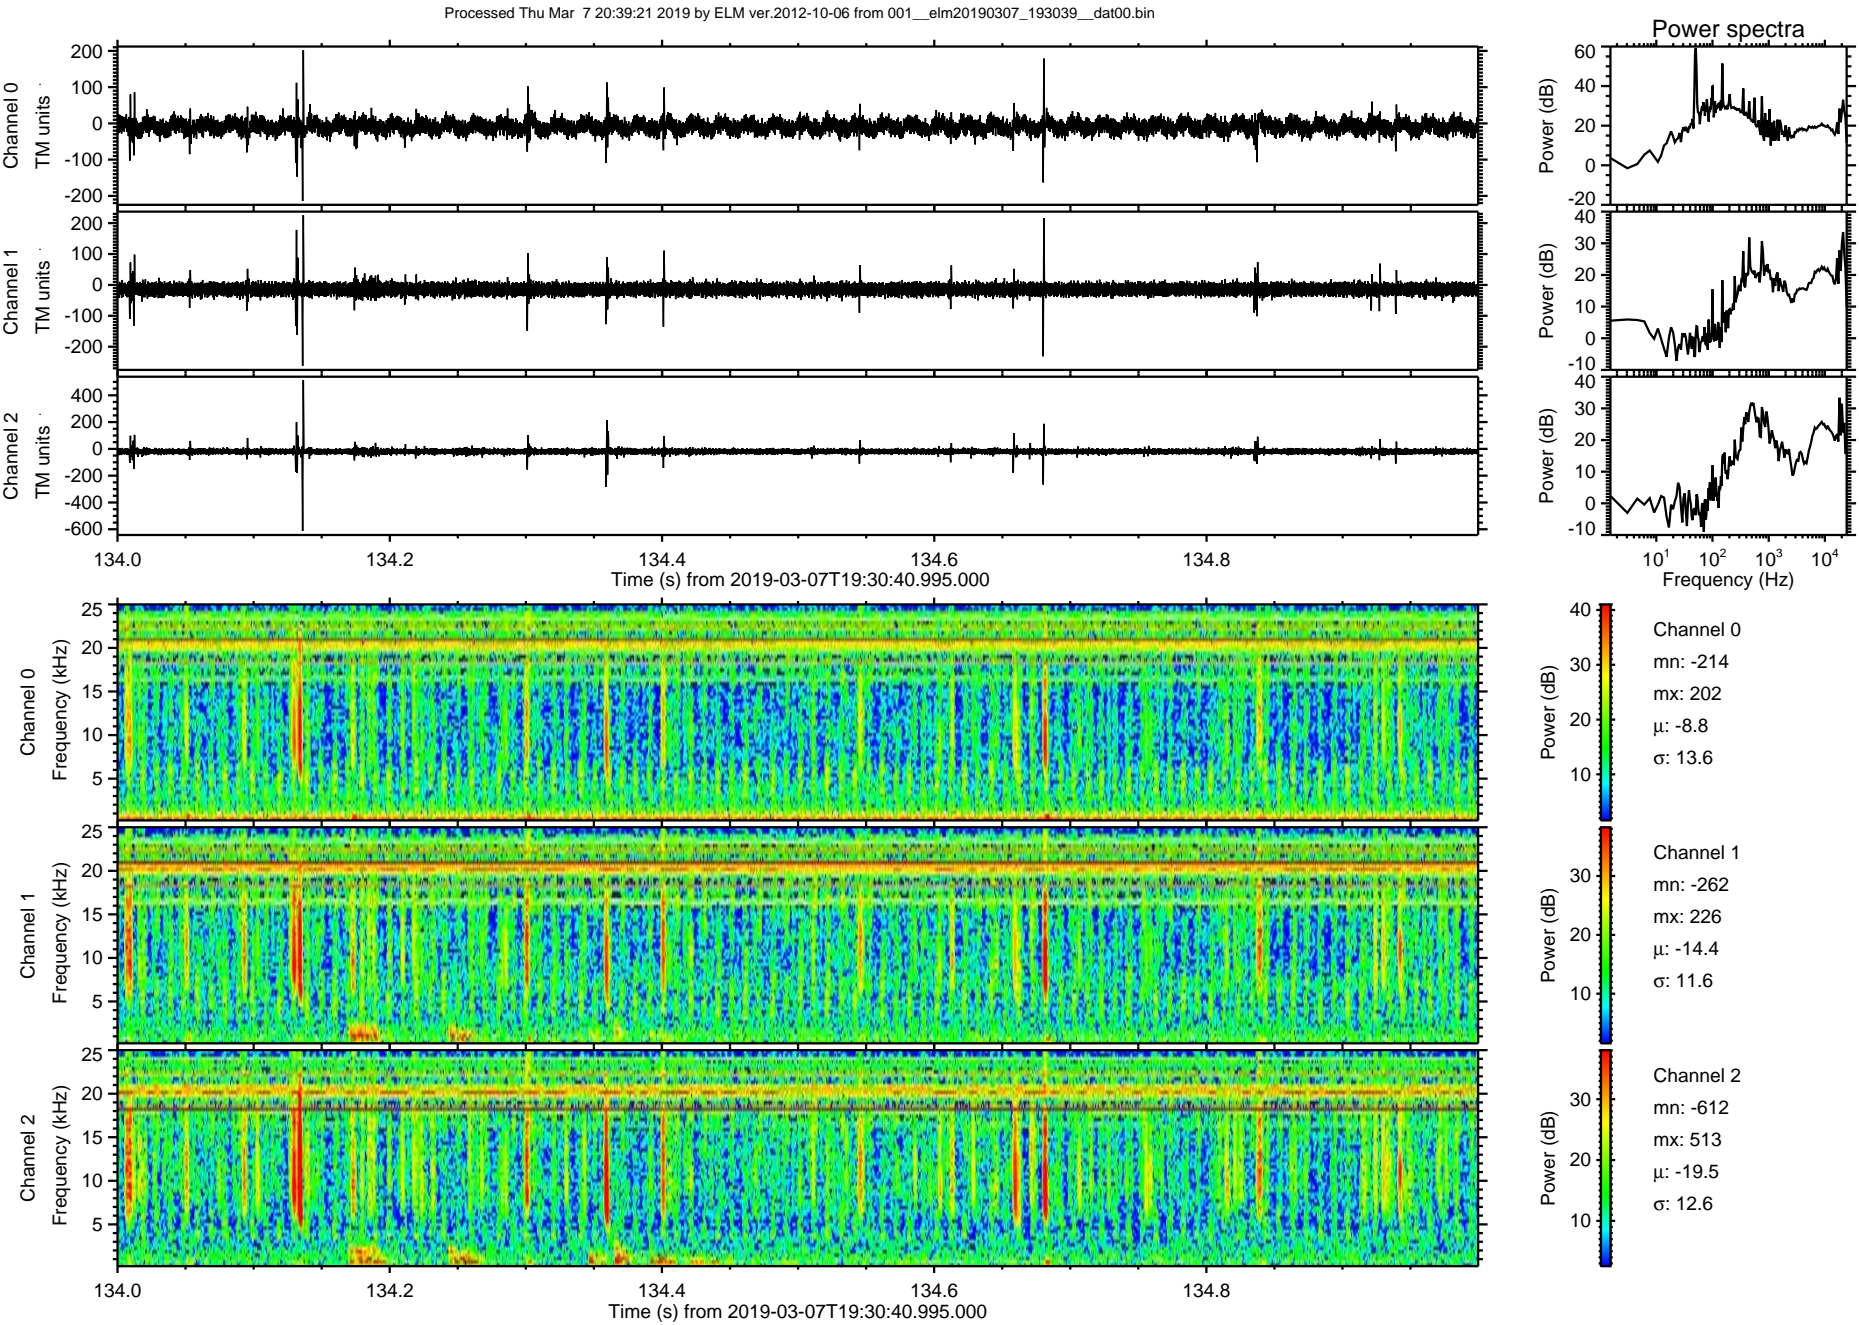 Processed Thu Mar  7 20:39:21 2019 by ELM ver.2012-10-06 from 001__elm20190307_193039__dat00.bin
Power spectra
Channel 0
TM units
200
100
0
-100
-200
Power (dB)
60
40
20
0
-20
Channel 1
TM units
200
100
0
-100
-200
Power (dB)
40
30
20
10
0
-10
Channel 2
TM units
400
200
0
-200
-400
-600
Power (dB)
40
30
20
10
0
-10
134.0 134.2 134.4 134.6 134.8
Time (s) from 2019-03-07T19:30:40.995.000
10¹ 10² 10³ 10⁴
Frequency (Hz)
Channel 0
Frequency (kHz)
25
20
15
10
5
Power (dB)
40
30
20
10
Channel 0
mn: -214
mx: 202
μ: -8.8
σ: 13.6
Channel 1
Frequency (kHz)
25
20
15
10
5
Power (dB)
30
20
10
Channel 1
mn: -262
mx: 226
μ: -14.4
σ: 11.6
Channel 2
Frequency (kHz)
25
20
15
10
5
Power (dB)
30
20
10
Channel 2
mn: -612
mx: 513
μ: -19.5
σ: 12.6
134.0 134.2 134.4 134.6 134.8
Time (s) from 2019-03-07T19:30:40.995.000